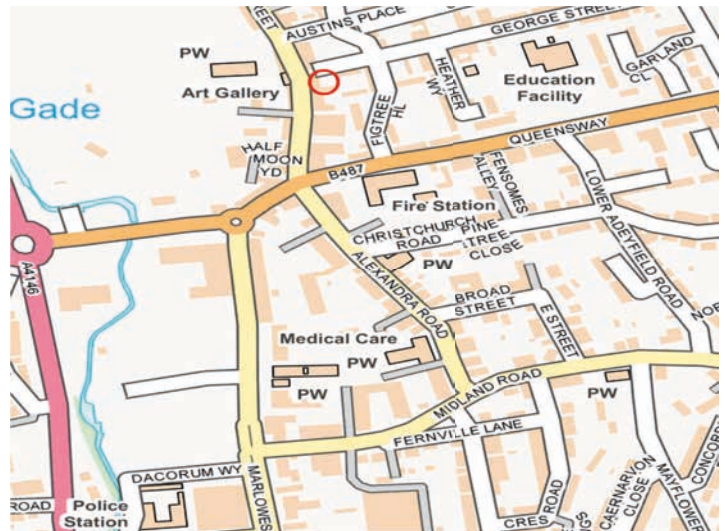 STREET
AUSTINS PLACE
GEORGE STREET
PW
Art Gallery
HEATHER
WY
Education
Facility
GARLAND
CL
Gade
FIGTREE
HL
QUEENSWAY
HALF
MOON
YD
B487
FENSOMES
ALLEY
Fire Station
CHRISTCHURCH
ROAD
PINE
TREE
CLOSE
PW
LOWER ADEYFIELD ROAD
A4146
ALEXANDRA ROAD
BROAD
STREET
E STREET
Medical Care
PW
PW
MIDLAND ROAD
PW
FERNVILLE LANE
DACORUM WY
MARLOWES
ROAD
Police
Station
ROAD
CLOSE
MAYFLOWER